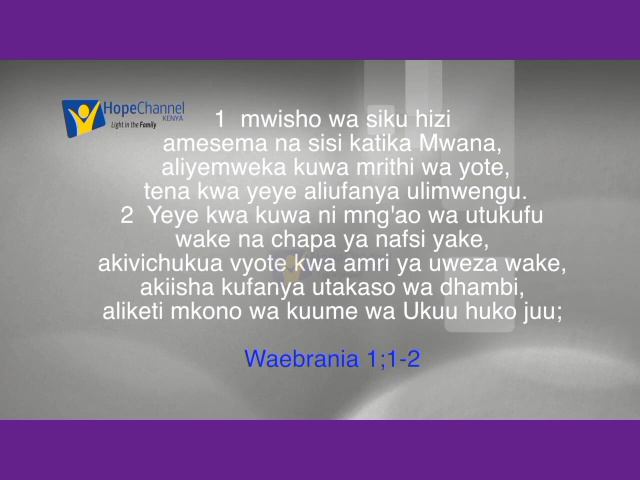 HopeChannel
KENYA
Light in the Family
1 mwisho wa siku hizi
amesema na sisi katika Mwana,
aliyemweka kuwa mrithi wa yote,
tena kwa yeye aliufanya ulimwengu.
2 Yeye kwa kuwa ni mng'ao wa utukufu
wake na chapa ya nafsi yake,
akivichukua vyote kwa amri ya uweza wake,
akiisha kufanya utakaso wa dhambi,
aliketi mkono wa kuume wa Ukuu huko juu;
Waebrania 1;1-2